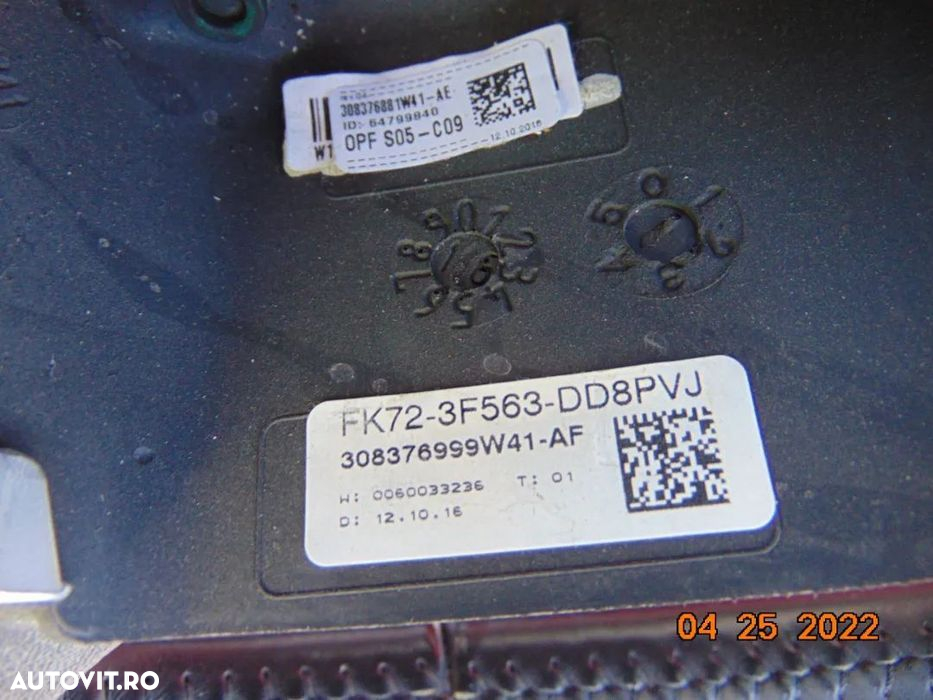 308376881W41-AE
ID: 64799840
OPF S05-C09
12.10.2016
W1
FK72-3F563-DD8PVJ
308376999W41-AF
W: 0060033236 T: 01
D: 12.10.16
04 25 2022
AUTOVIT.RO